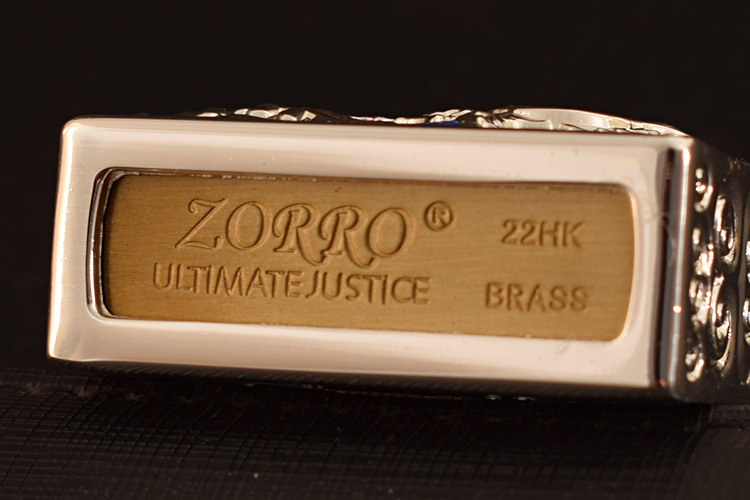 ZORRO® 22HK
ULTIMATE JUSTICE BRASS